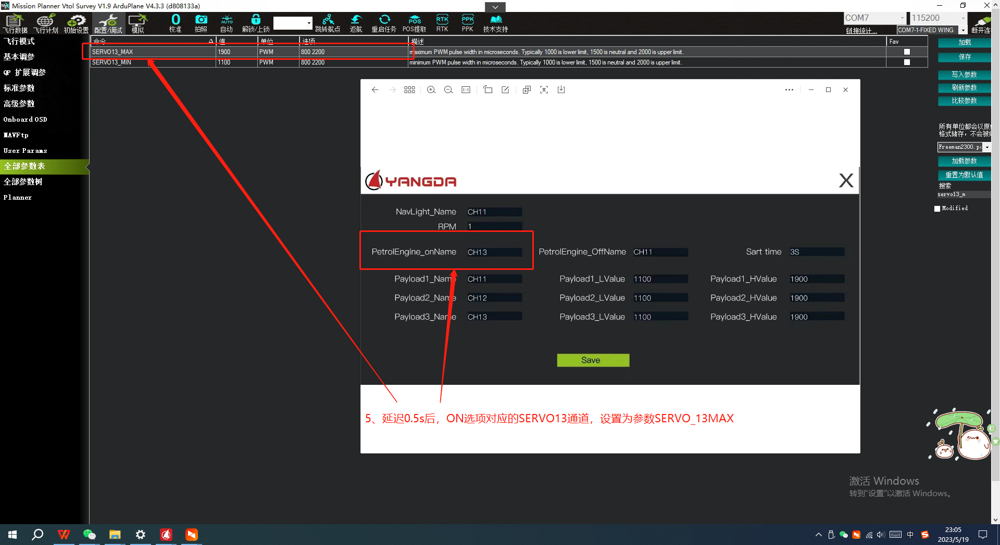 Mission Planner Vtol Survey V1.9 ArduPlane V4.3.3 (d808133a)
飞行数据 飞行计划 初始设置 配置/调试 模拟 校准 拍照 自动 解锁/上锁 跳转航点 返航 重启任务 POS提取 RTK PPK 技术支持
AUTO POS RTK PPK
COM7 115200
链接统计... COM7-1-FIXED WING 断开连
飞行模式
基本调参
QP 扩展调参
标准参数
高级参数
Onboard OSD
MAVFtp
User Params
全部参数表
全部参数树
Planner
命令 值 单位 选项 描述 Fav
SERVO13_MAX 1900 PWM 800 2200 maximum PWM pulse width in microseconds. Typically 1000 is lower limit, 1500 is neutral and 2000 is upper limit.
SERVO13_MIN 1100 PWM 800 2200 minimum PWM pulse width in microseconds. Typically 1000 is lower limit, 1500 is neutral and 2000 is upper limit.
加载
保存
写入参数
刷新参数
比较参数
所有单位都会以原
格式储存，不会被
Freeman2300.p
加载参数
重置为默认值
搜索
servo13_m
Modified
YANGDA X
NavLight_Name CH11
RPM 1
PetrolEngine_onName CH13 PetrolEngine_OffName CH11 Sart time 3S
Payload1_Name CH11 Payload1_LValue 1100 Payload1_HValue 1900
Payload2_Name CH12 Payload2_LValue 1100 Payload2_HValue 1900
Payload3_Name CH13 Payload3_LValue 1100 Payload3_HValue 1900
Save
5、延迟0.5s后，ON选项对应的SERVO13通道，设置为参数SERVO_13MAX
激活 Windows
转到"设置"以激活 Windows。
中
23:05
2023/5/19